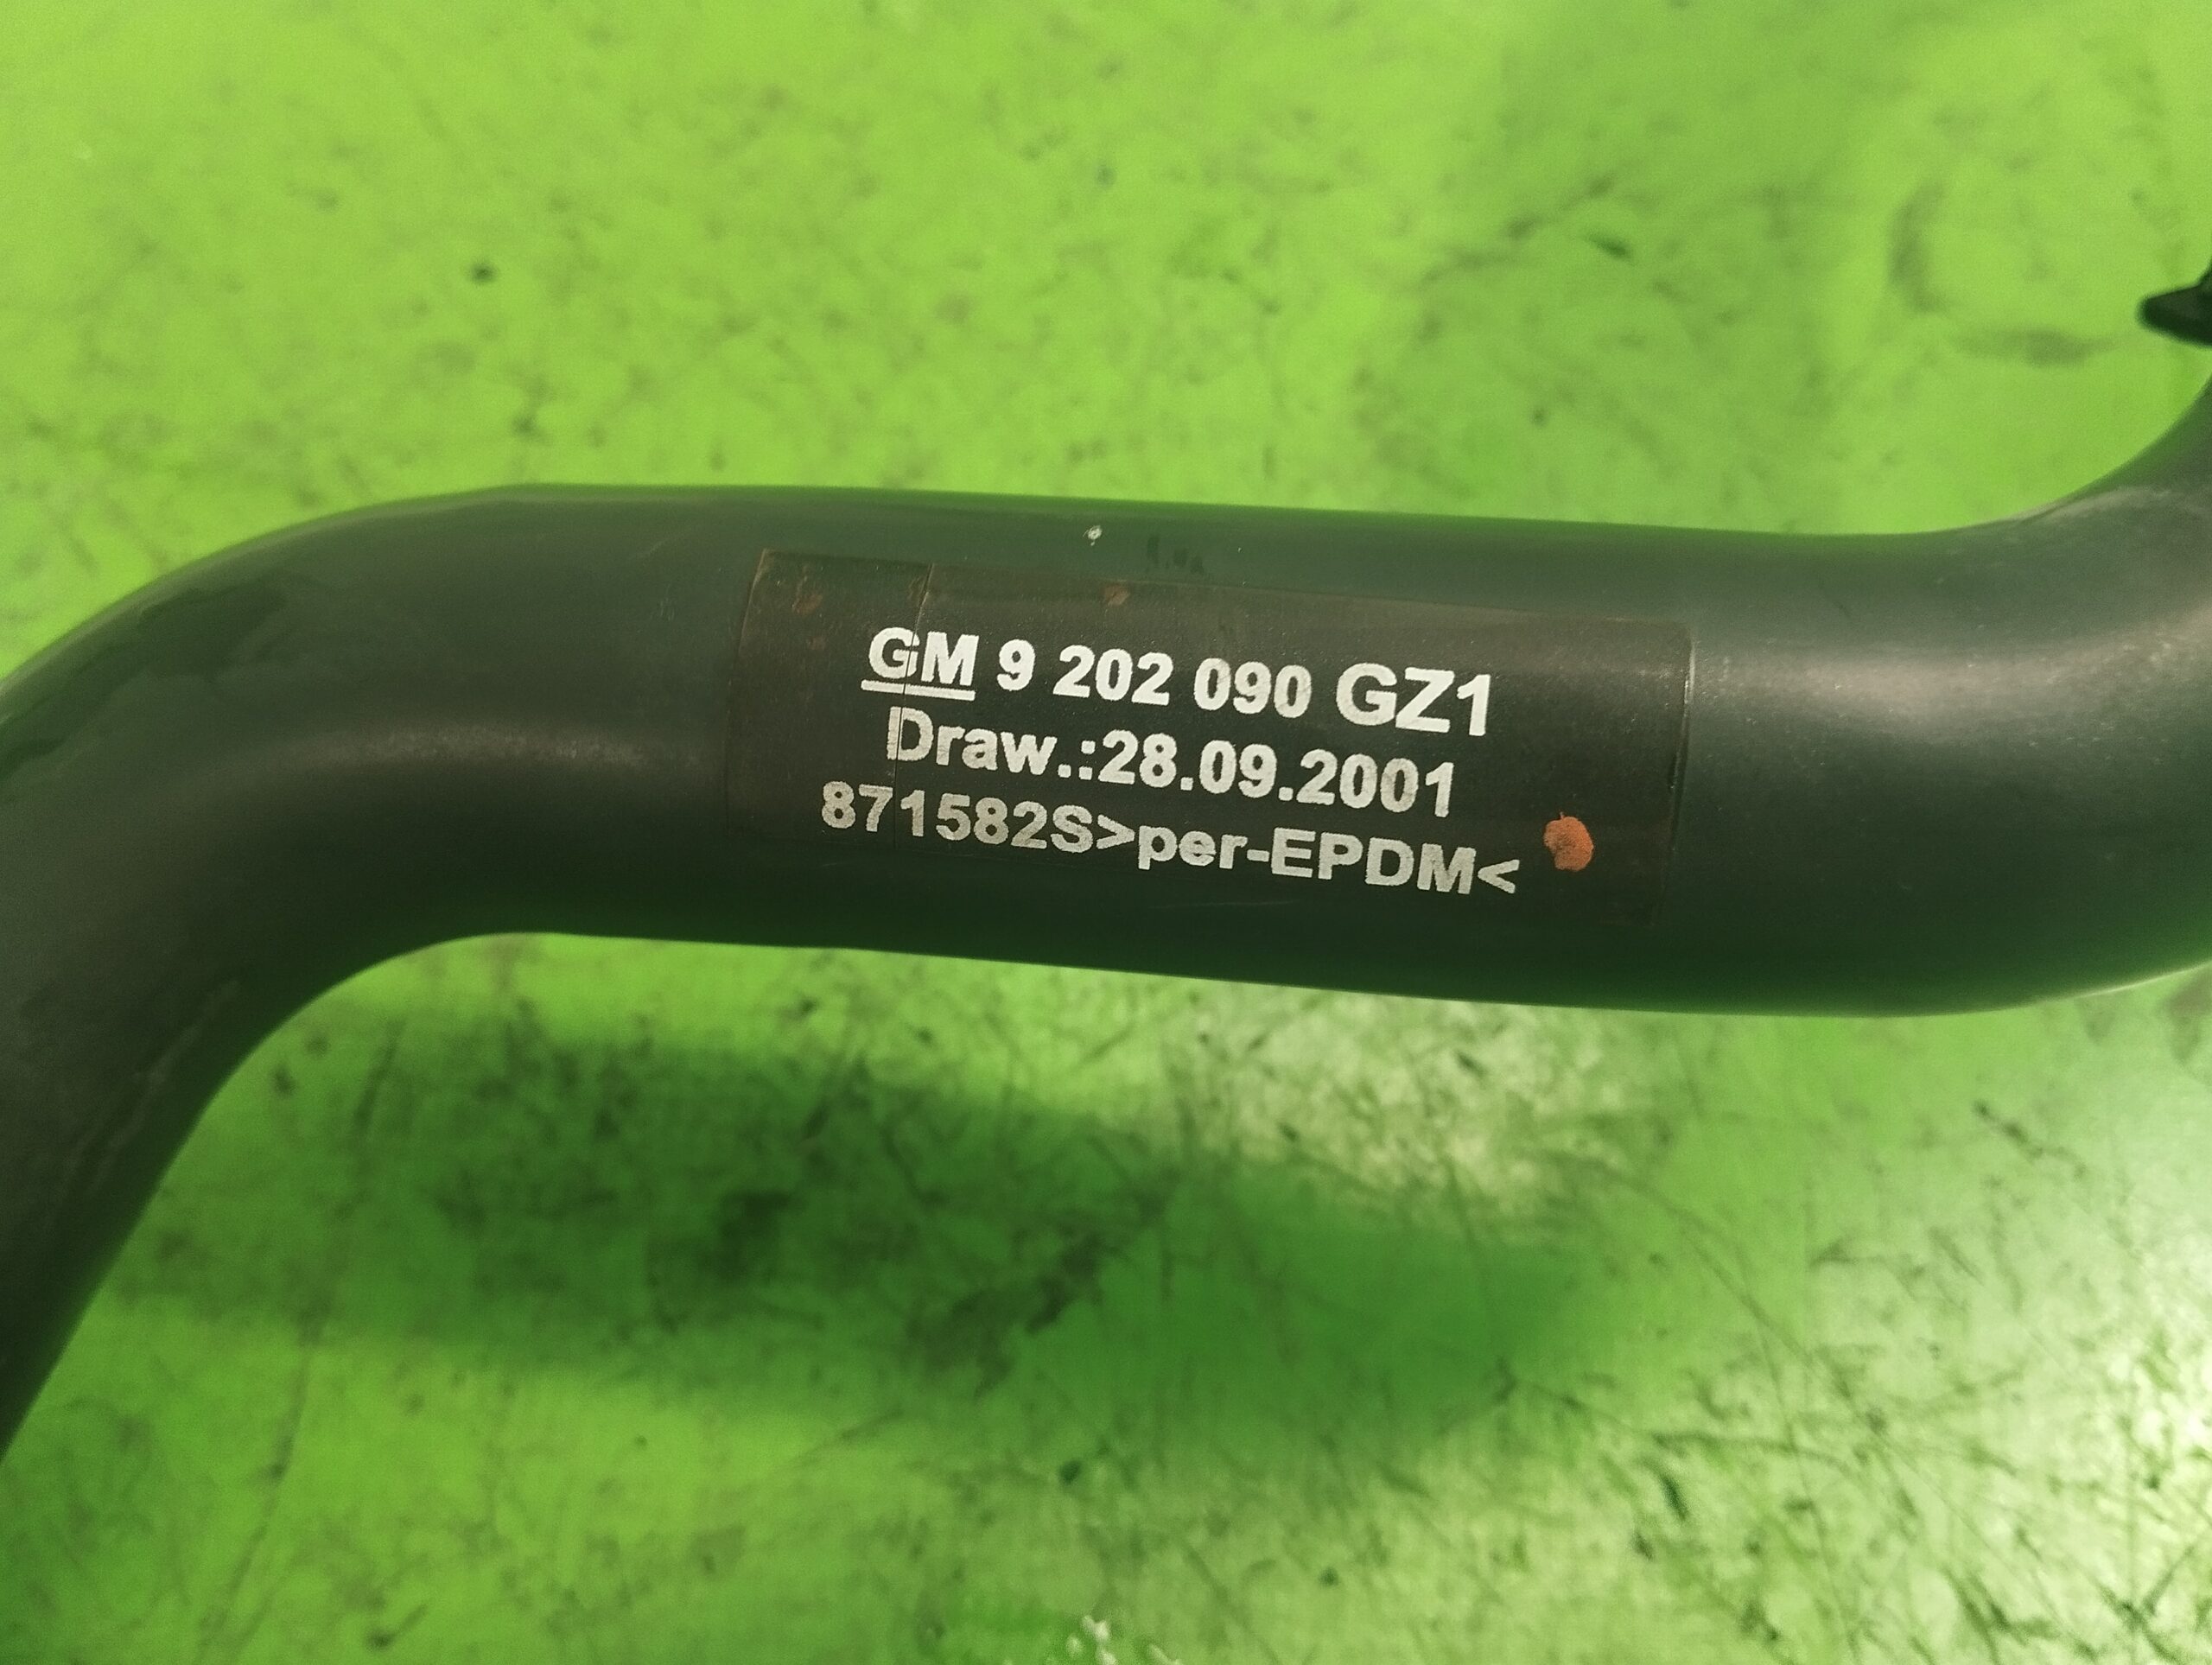 GM 9 202 090 GZ1
Draw.:28.09.2001
871582S>per-EPDM<